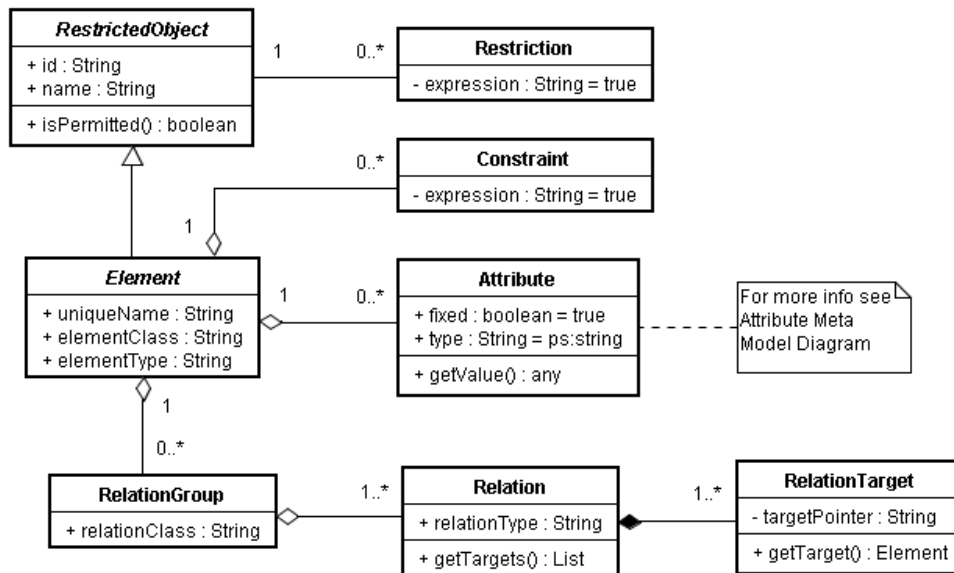 RestrictedObject
+ id : String
+ name : String
+ isPermitted() : boolean
1
0..*
Restriction
- expression : String = true
0..*
Constraint
- expression : String = true
1
Element
+ uniqueName : String
+ elementClass : String
+ elementType : String
1
0..*
Attribute
+ fixed : boolean = true
+ type : String = ps:string
+ getValue() : any
For more info see
Attribute Meta
Model Diagram
1
0..*
RelationGroup
+ relationClass : String
1..*
Relation
+ relationType : String
+ getTargets() : List
1..*
RelationTarget
- targetPointer : String
+ getTarget() : Element